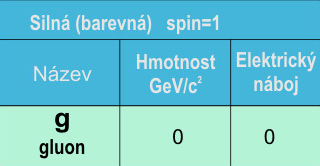 Silná (barevná) spin=1
Název
Hmotnost
GeV/c²
Elektrický
náboj
g
gluon
0
0